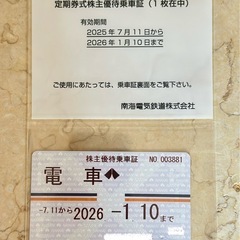 定期券式株主優待乗車証(1枚在中)
有効期間
2025年7月11日から
2026年1月10日まで
ご使用にあたっては、乗車証裏面をご覧下さい。
南海電気鉄道株式会社
株主優待乗車証 NO 003881
電車
-7.11から2026-110まで